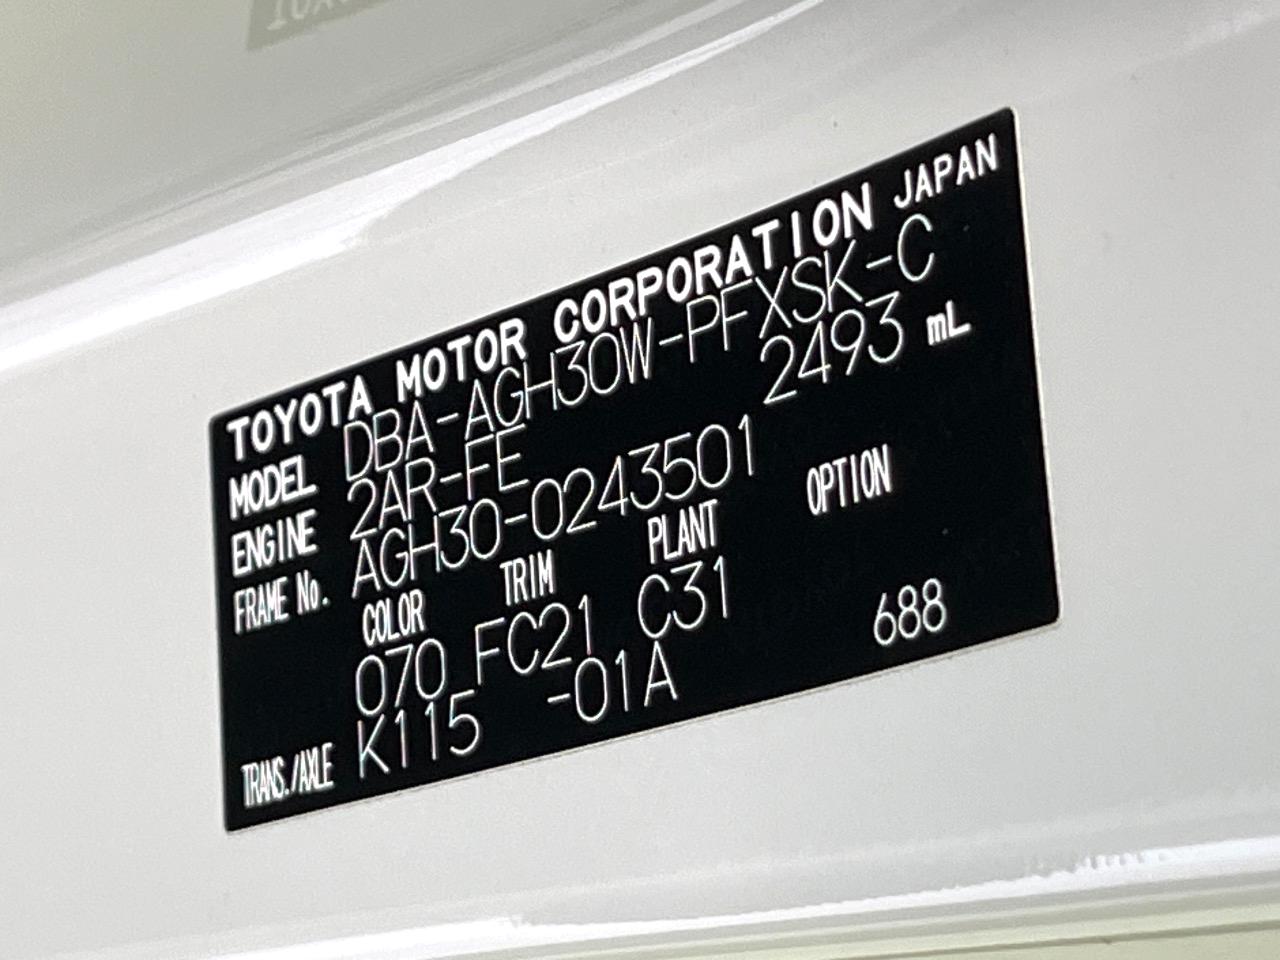 TOYOTA MOTOR CORPORATION JAPAN
MODEL DBA-AGH30W-PFXSK-C
ENGINE 2AR-FE 2493 mL
FRAME No. AGH30-0243501
COLOR TRIM PLANT OPTION
070 FC21 C31
TRANS./AXLE K115 -01A 688